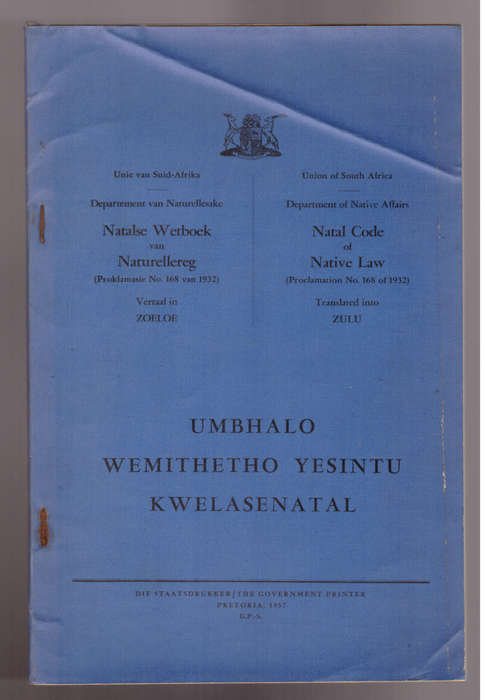 Unie van Suid-Afrika
Departement van Naturellesake
Natalse Wetboek
van
Naturellereg
(Proklamasie No. 168 van 1932)
Vertaal in
ZOELOE
Union of South Africa
Department of Native Affairs
Natal Code
of
Native Law
(Proclamation No. 168 of 1932)
Translated into
ZULU
UMBHALO
WEMITHETHO YESINTU
KWELASENATAL
DIE STAATSDRUKKER/THE GOVERNMENT PRINTER
PRETORIA, 1957
G.P.-S.